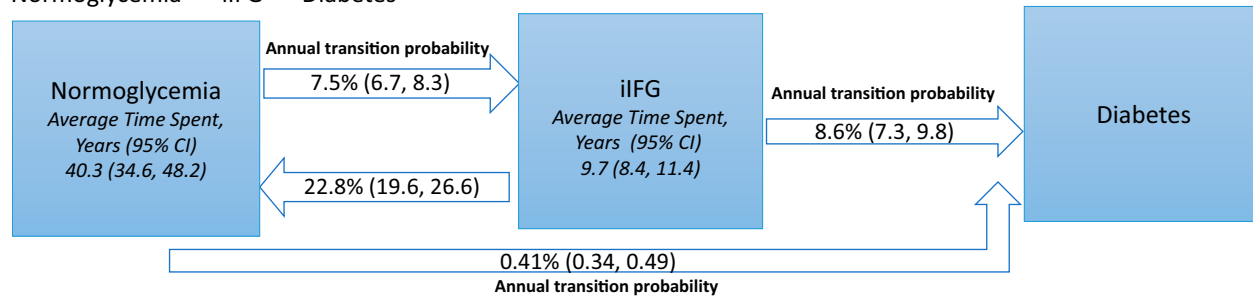 Normoglycemia iIFG Diabetes
Annual transition probability
7.5% (6.7, 8.3)
Normoglycemia
Average Time Spent,
Years (95% CI)
40.3 (34.6, 48.2)
22.8% (19.6, 26.6)
iIFG
Average Time Spent,
Years (95% CI)
9.7 (8.4, 11.4)
Annual transition probability
8.6% (7.3, 9.8)
Diabetes
0.41% (0.34, 0.49)
Annual transition probability